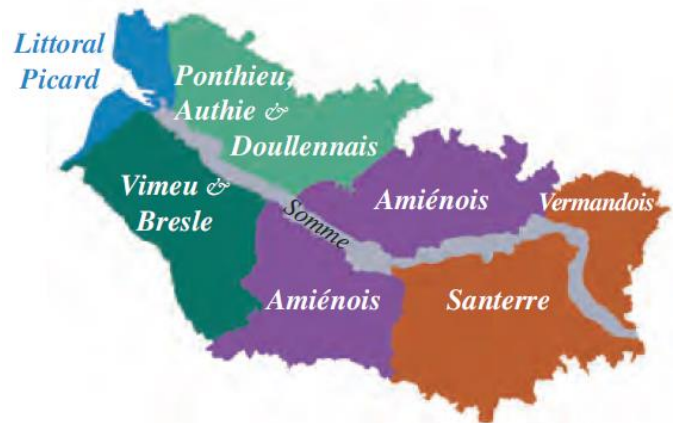 Littoral
Picard
Ponthieu,
Authie &
Doullennais
Vimeu &
Bresle
Somme
Amiénois
Vermandois
Amiénois
Santerre